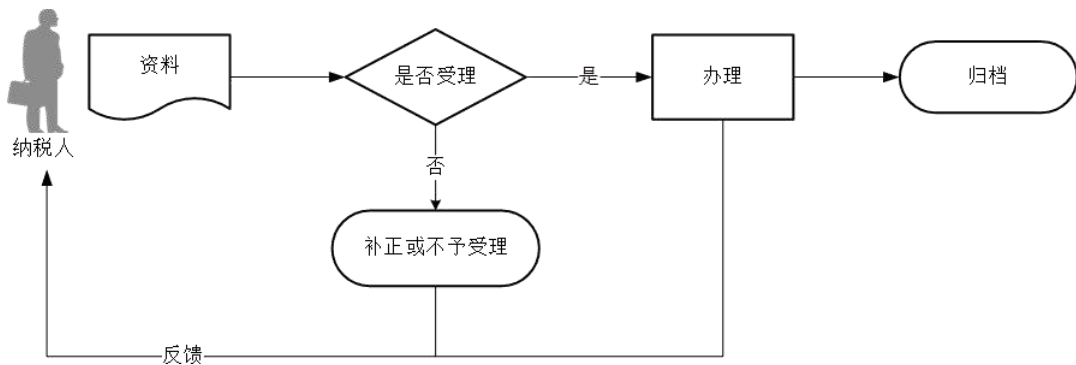 资料
是否受理
是
办理
归档
纳税人
否
补正或不予受理
反馈